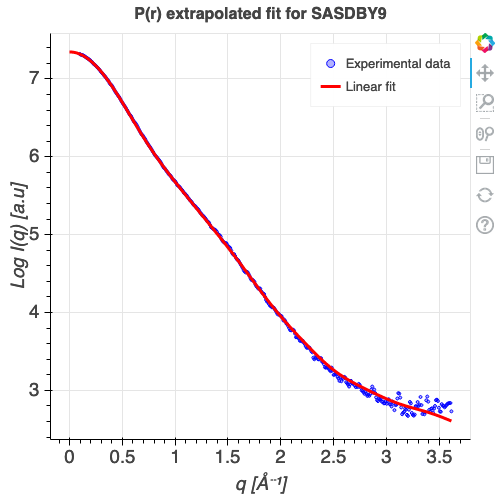 P(r) extrapolated fit for SASDBY9
Experimental data
Linear fit
Log I(q) [a.u]
7
6
5
4
3
0
0.5
1
1.5
2
2.5
3
3.5
q [Å⁻¹]